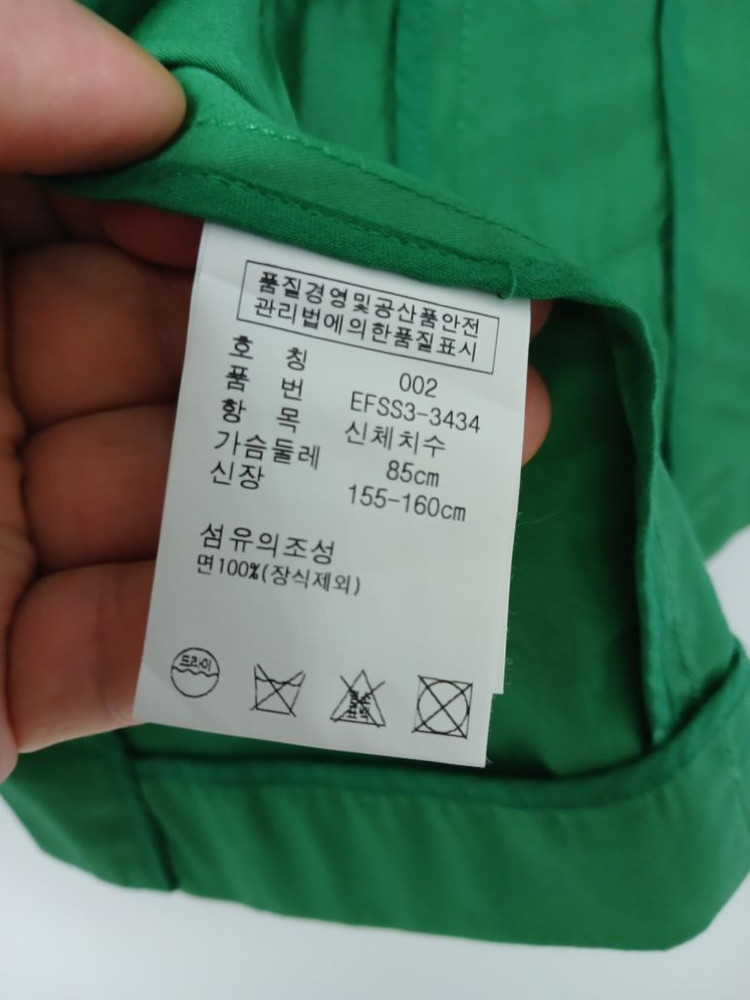 품질경영및공산품안전
관리법에의한품질표시
호 칭 002
품 번 EFSS3-3434
항 목 신체치수
가슴둘레 85cm
신장 155-160cm
섬유의조성
면100%(장식제외)
드라이